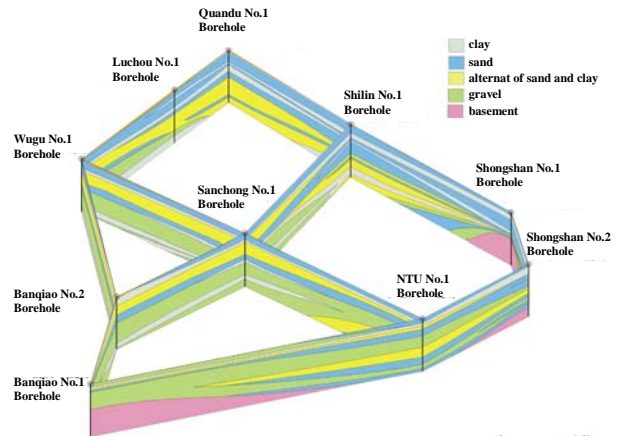 Quandu No.1
Borehole
Luchou No.1
Borehole
Shilin No.1
Borehole
clay
sand
alternat of sand and clay
gravel
basement
Wugu No.1
Borehole
Sanchong No.1
Borehole
Shongshan No.1
Borehole
Shongshan No.2
Borehole
Banqiao No.2
Borehole
NTU No.1
Borehole
Banqiao No.1
Borehole